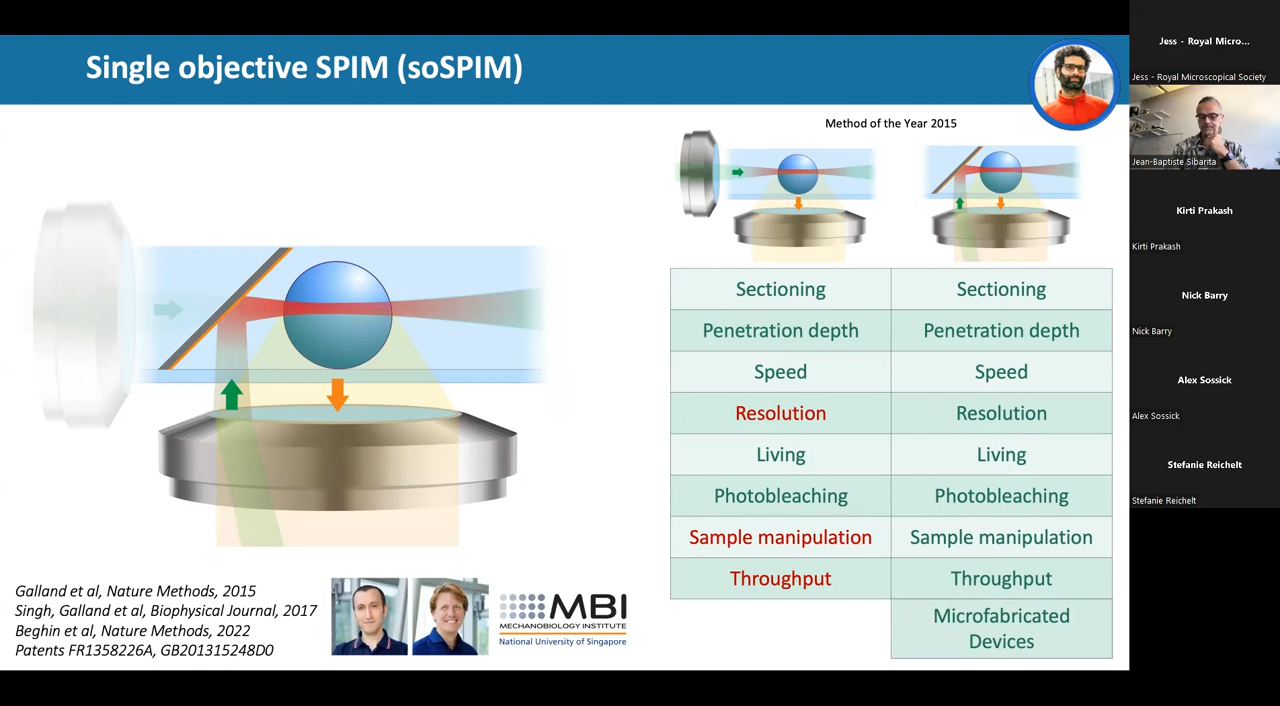 Single objective SPIM (soSPIM)
Method of the Year 2015
Sectioning
Sectioning
Penetration depth
Penetration depth
Speed
Speed
Resolution
Resolution
Living
Living
Photobleaching
Photobleaching
Sample manipulation
Sample manipulation
Throughput
Throughput
Microfabricated
Devices
Galland et al, Nature Methods, 2015
Singh, Galland et al, Biophysical Journal, 2017
Beghin et al, Nature Methods, 2022
Patents FR1358226A, GB201315248D0
MBI
MECHANOBIOLOGY INSTITUTE
National University of Singapore
Jess - Royal Micro...
Jess - Royal Microscopical Society
Jean-Baptiste Sibarita
Kirti Prakash
Kirti Prakash
Nick Barry
Nick Barry
Alex Sossick
Alex Sossick
Stefanie Reichelt
Stefanie Reichelt